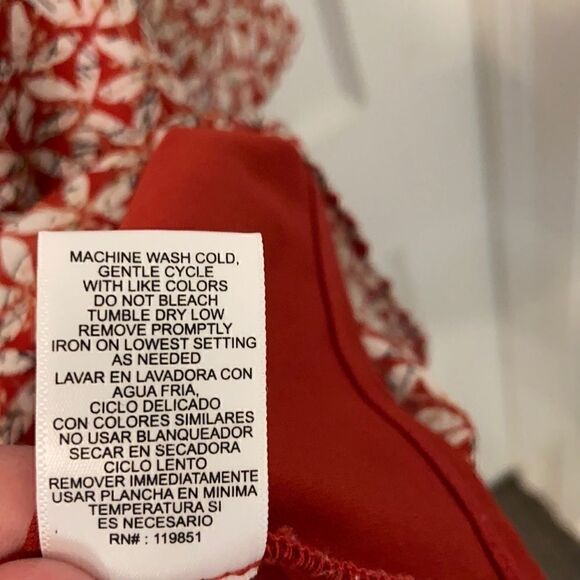 MACHINE WASH COLD,
GENTLE CYCLE
WITH LIKE COLORS
DO NOT BLEACH
TUMBLE DRY LOW
REMOVE PROMPTLY
IRON ON LOWEST SETTING
AS NEEDED
LAVAR EN LAVADORA CON
AGUA FRIA,
CICLO DELICADO
CON COLORES SIMILARES
NO USAR BLANQUEADOR
SECAR EN SECADORA
CICLO LENTO
REMOVER IMMEDIATAMENTE
USAR PLANCHA EN MINIMA
TEMPERATURA SI
ES NECESARIO
RN# : 119851